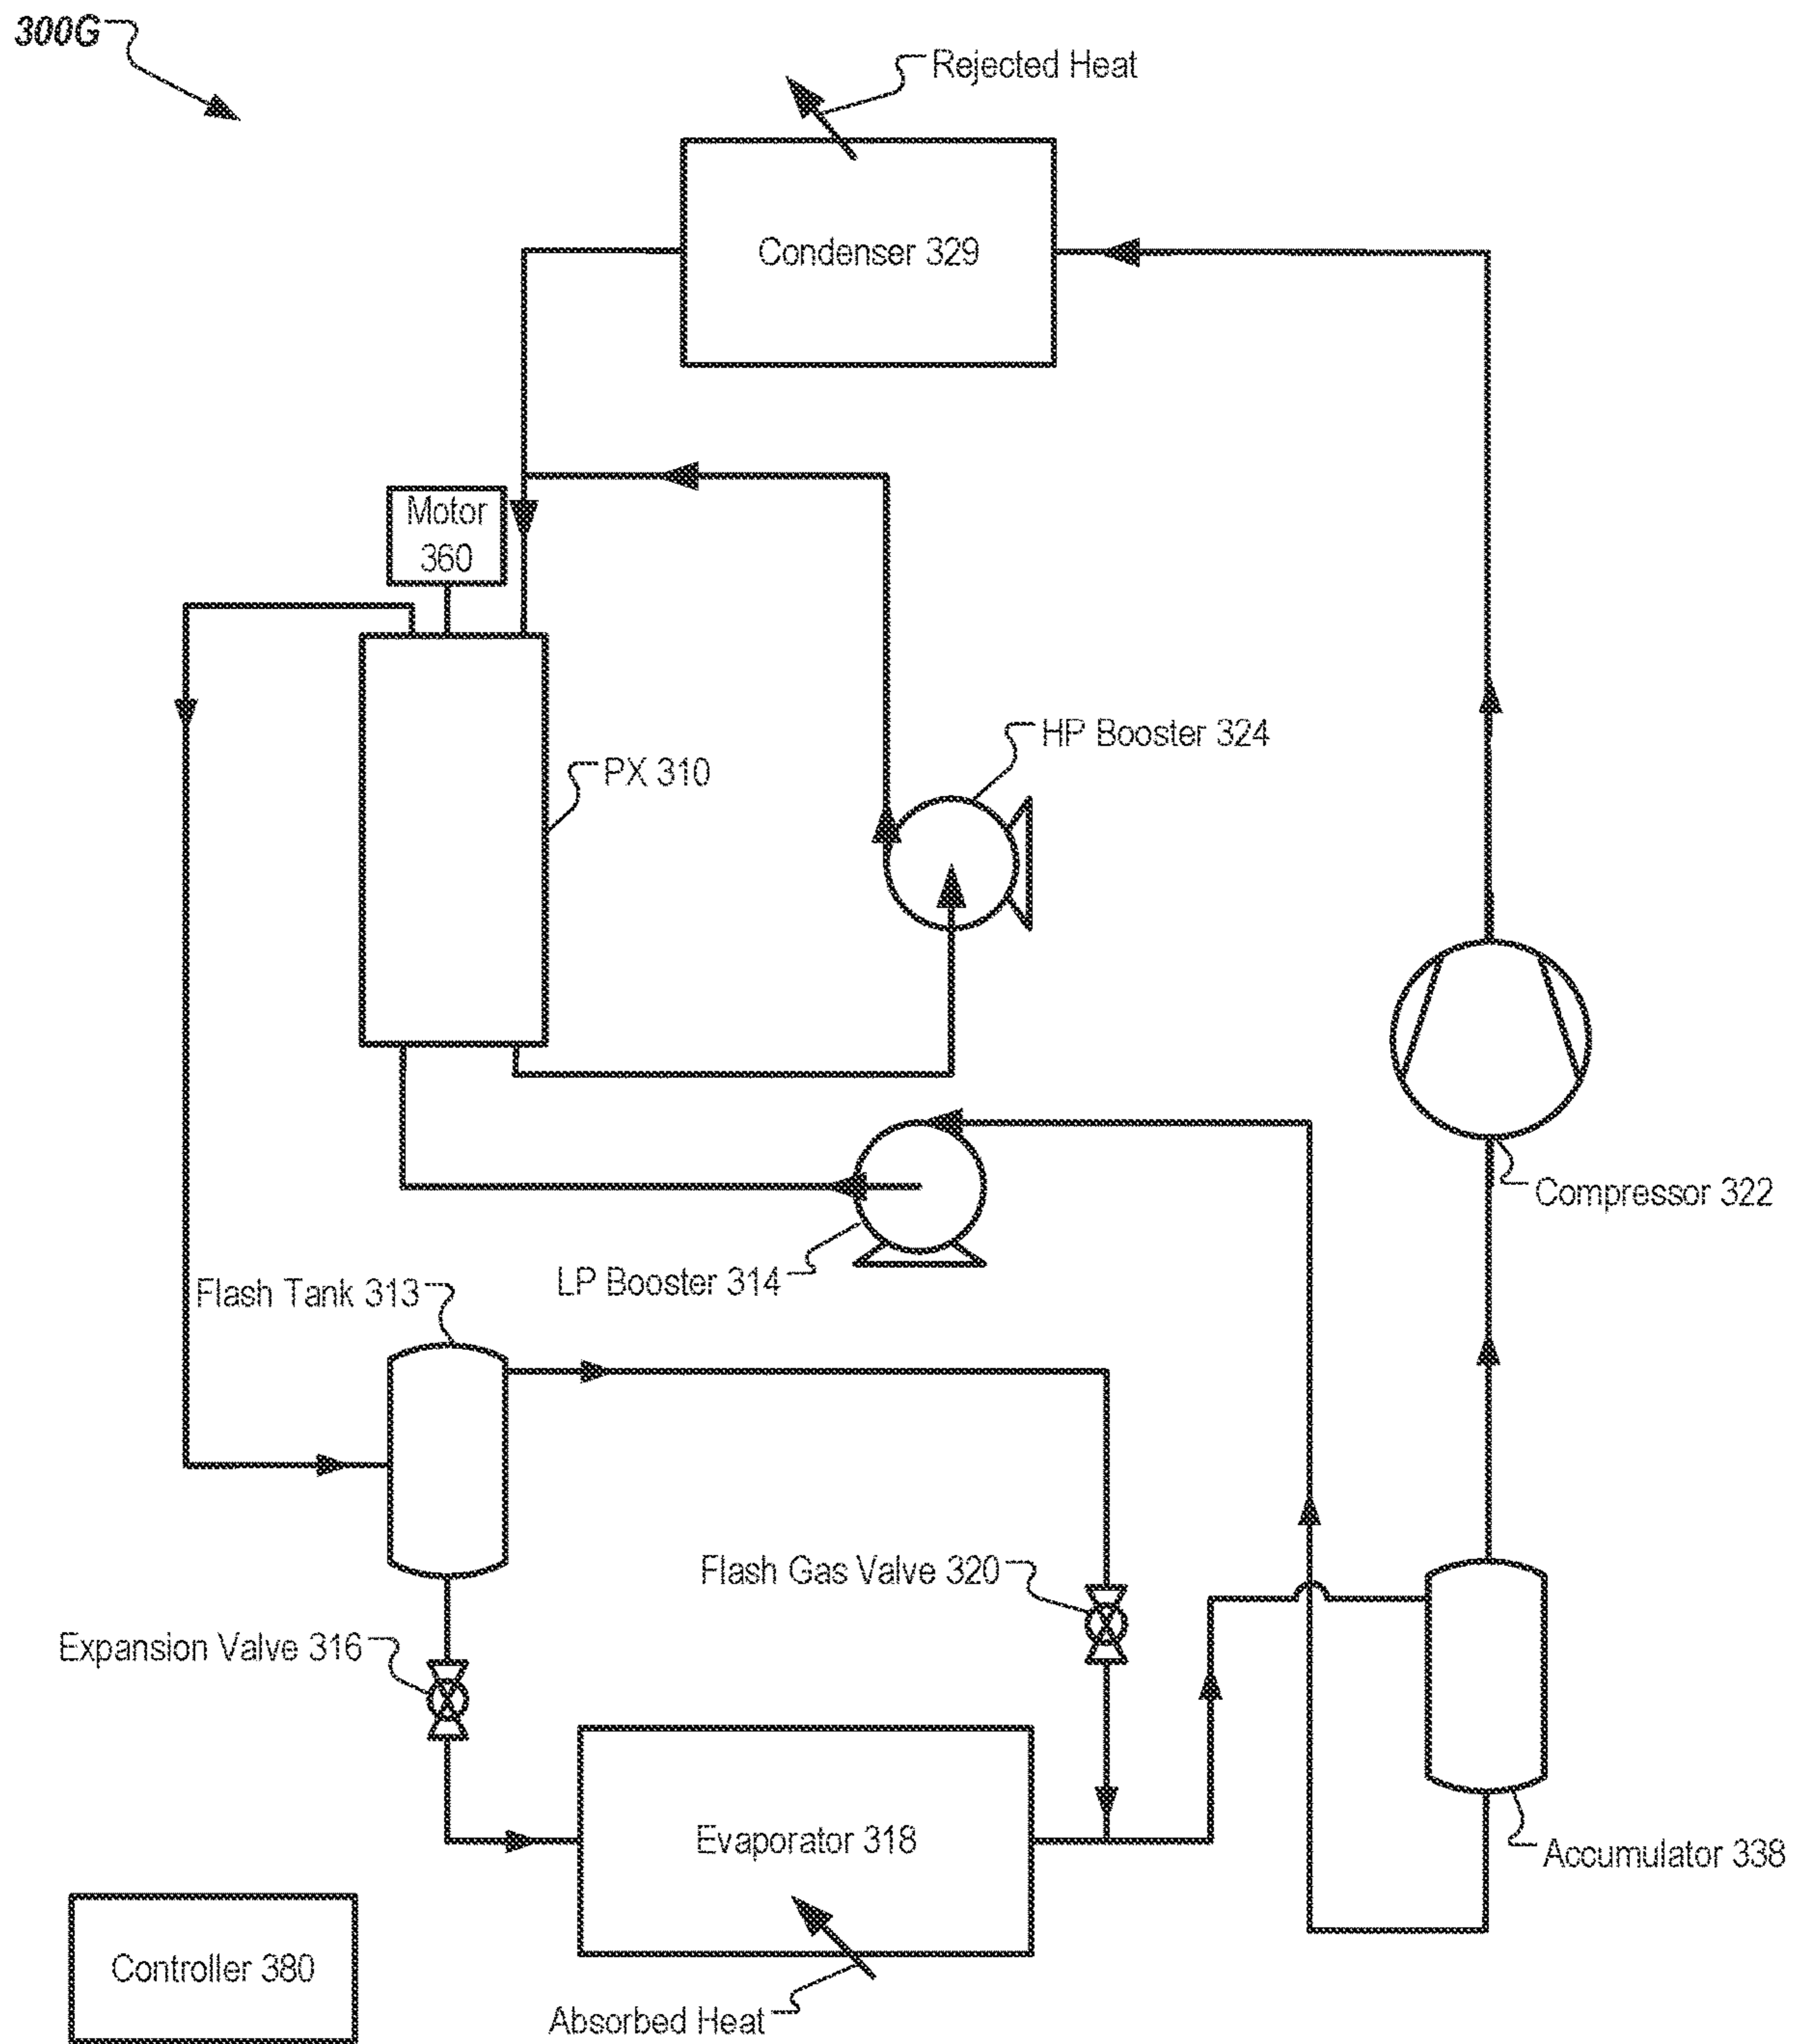 300G
Rejected Heat
Condenser 329
Motor
360
HP Booster 324
PX 310
Compressor 322
LP Booster 314
Flash Tank 313
Flash Gas Valve 320
Expansion Valve 316
Evaporator 318
Accumulator 338
Controller 380
Absorbed Heat